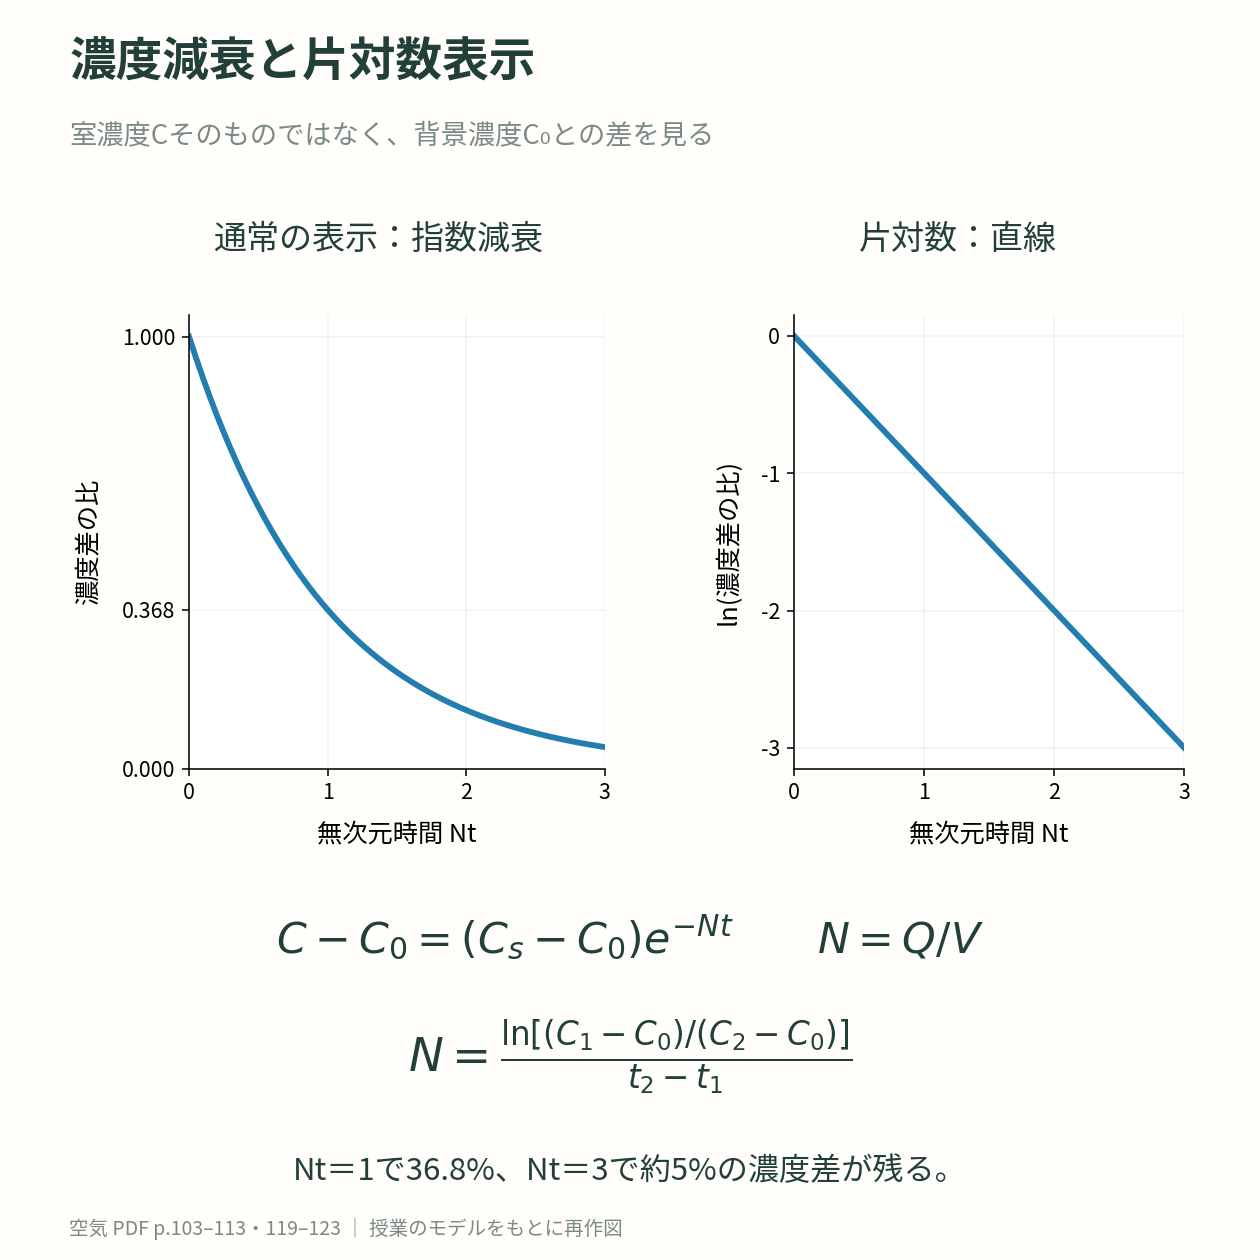 濃度減衰と片対数表示
室濃度Cそのものではなく、背景濃度C₀との差を見る
通常の表示：指数減衰
片対数：直線
1.000
0.368
0.000
濃度差の比
0 1 2 3
無次元時間 Nt
0
-1
-2
-3
ln(濃度差の比)
0 1 2 3
無次元時間 Nt
C − C₀ = (Cₛ − C₀)e^{−Nt} N = Q/V
N = ln[(C₁ − C₀)/(C₂ − C₀)] / t₂ − t₁
Nt＝1で36.8%、Nt＝3で約5%の濃度差が残る。
空気 PDF p.103–113・119–123 ｜ 授業のモデルをもとに再作図